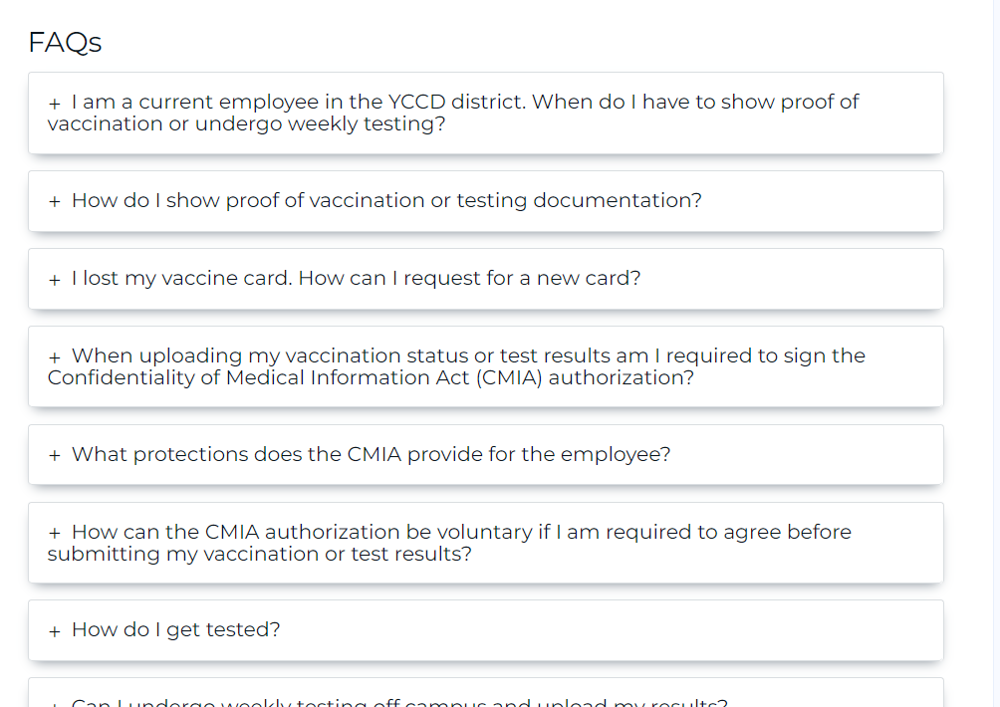 FAQs
+ I am a current employee in the YCCD district. When do I have to show proof of
vaccination or undergo weekly testing?
+ How do I show proof of vaccination or testing documentation?
+ I lost my vaccine card. How can I request for a new card?
+ When uploading my vaccination status or test results am I required to sign the
Confidentiality of Medical Information Act (CMIA) authorization?
+ What protections does the CMIA provide for the employee?
+ How can the CMIA authorization be voluntary if I am required to agree before
submitting my vaccination or test results?
+ How do I get tested?
+ Can I undergo weekly testing off campus and upload my results?